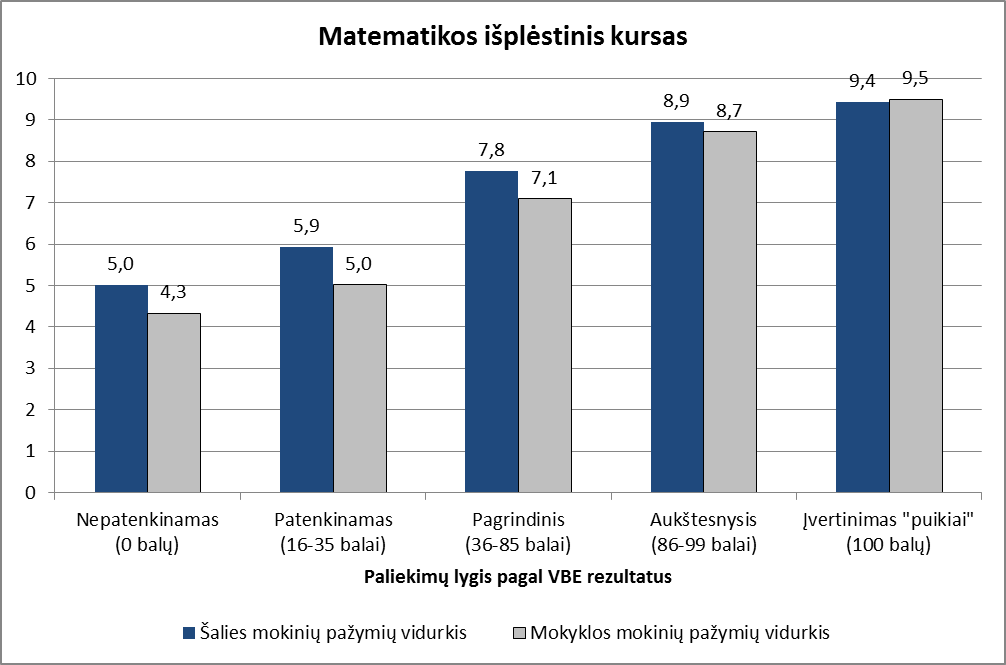 Matematikos išplėstinis kursas
10
9
8
7
6
5
4
3
2
1
0
5,0
4,3
5,9
5,0
7,8
7,1
8,9
8,7
9,4
9,5
Nepatenkinamas
(0 balų)
Patenkinamas
(16-35 balai)
Pagrindinis
(36-85 balai)
Aukštesnysis
(86-99 balai)
Įvertinimas "puikiai"
(100 balų)
Paliekimų lygis pagal VBE rezultatus
Šalies mokinių pažymių vidurkis
Mokyklos mokinių pažymių vidurkis